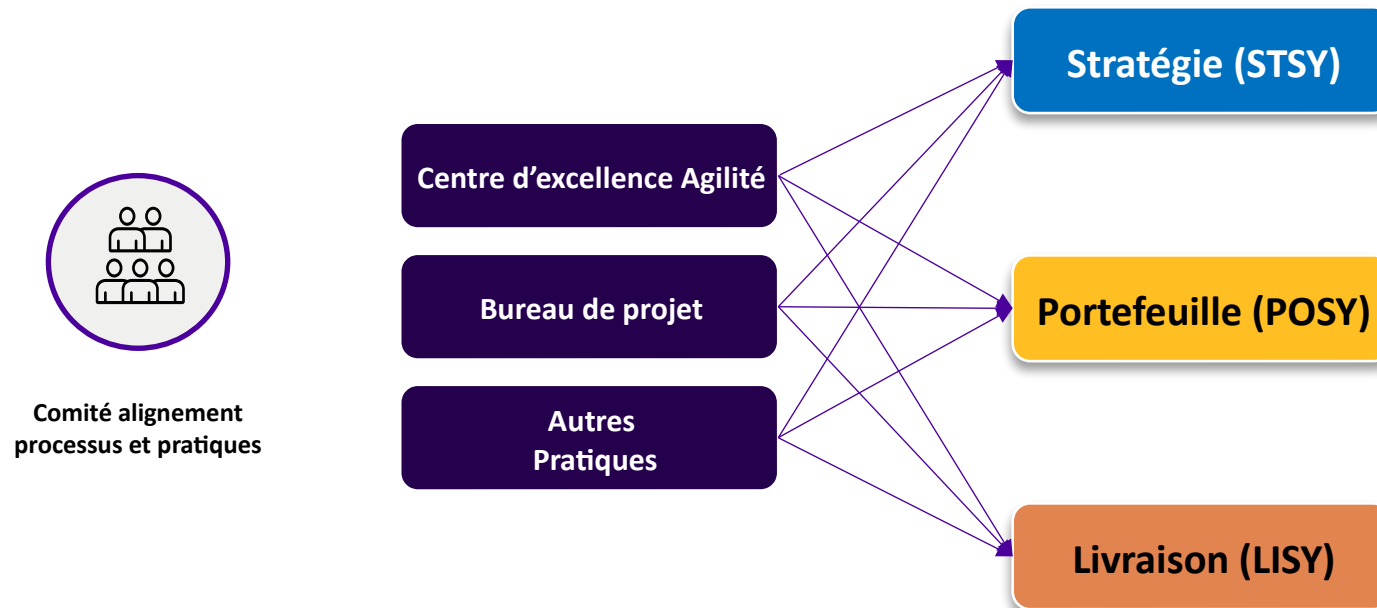 Stratégie (STSY)
Centre d’excellence Agilité
Bureau de projet
Portefeuille (POSY)
Comité alignement
processus et pratiques
Autres
Pratiques
Livraison (LISY)